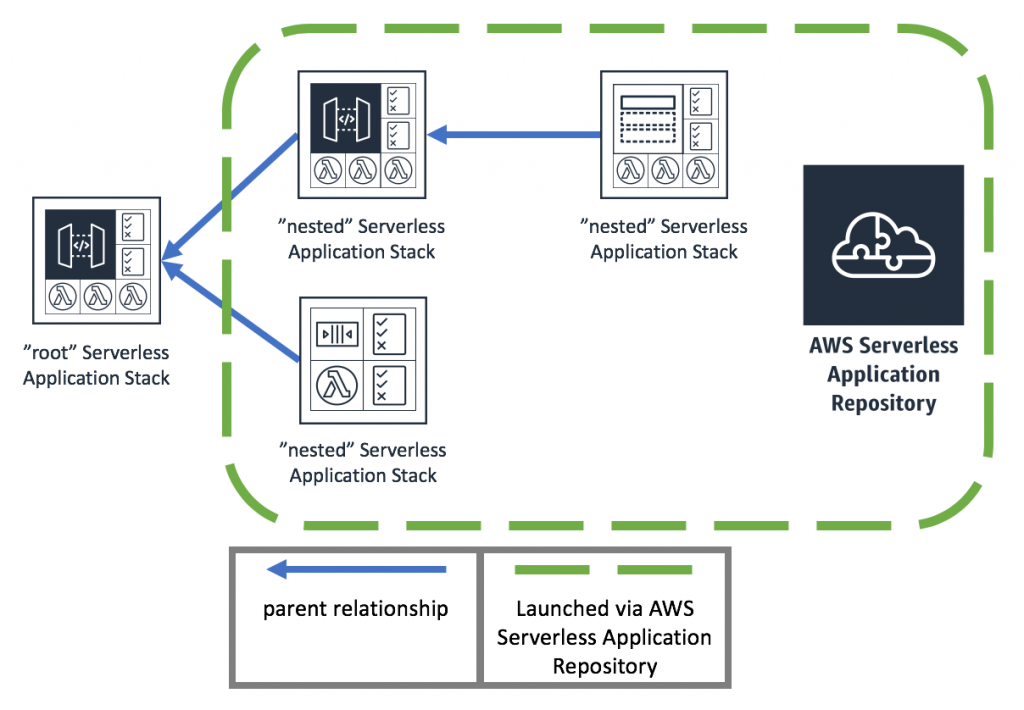 ”nested” Serverless
Application Stack
”nested” Serverless
Application Stack
”root” Serverless
Application Stack
AWS Serverless
Application
Repository
”nested” Serverless
Application Stack
parent relationship
Launched via AWS
Serverless Application
Repository